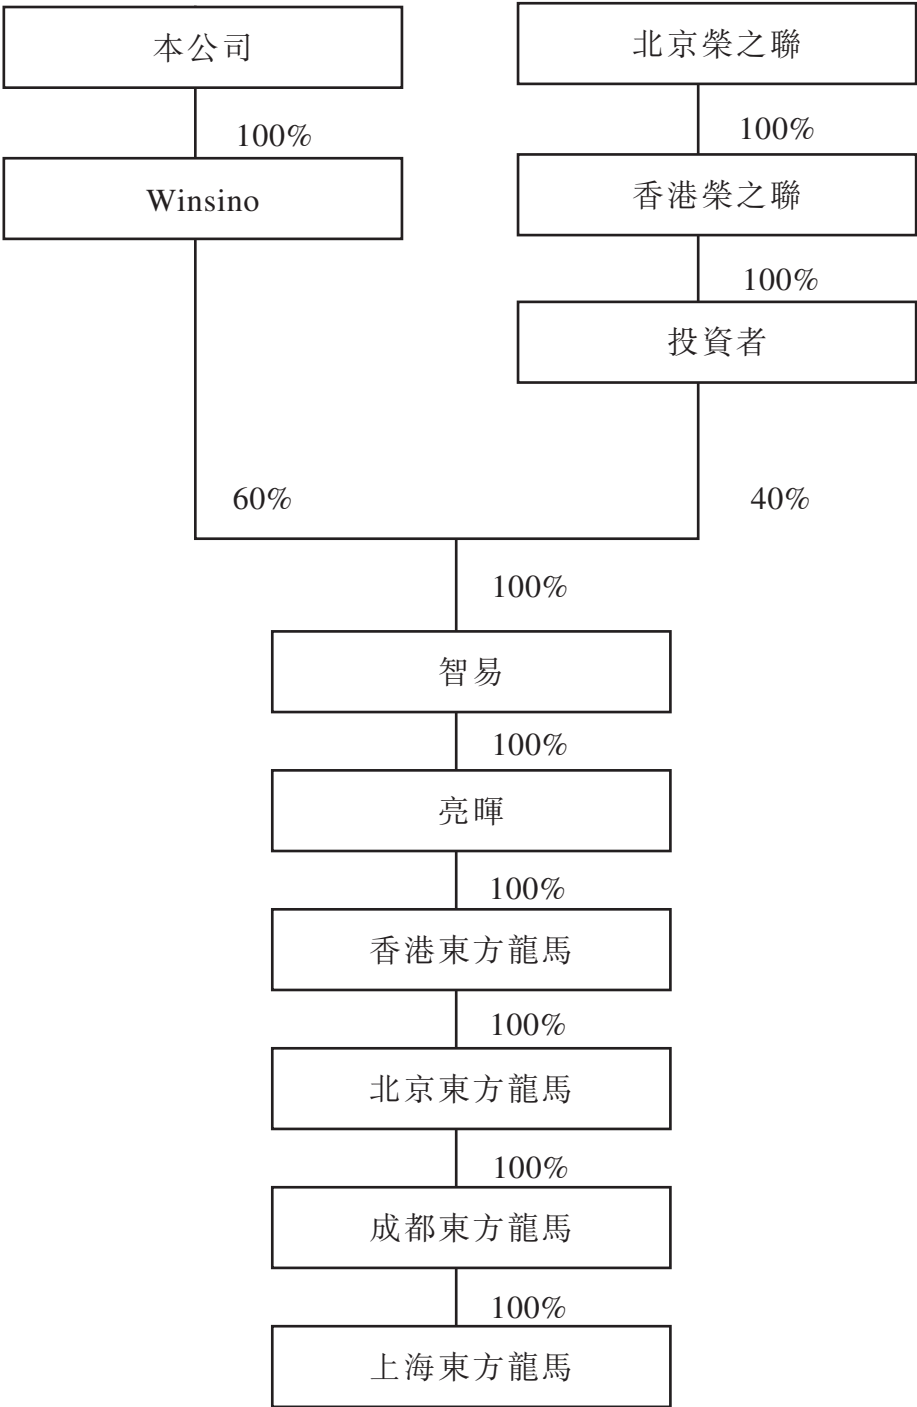 本公司
北京榮之聯
100%
100%
Winsino
香港榮之聯
100%
投資者
60%
40%
100%
智易
100%
亮暉
100%
香港東方龍馬
100%
北京東方龍馬
100%
成都東方龍馬
100%
上海東方龍馬